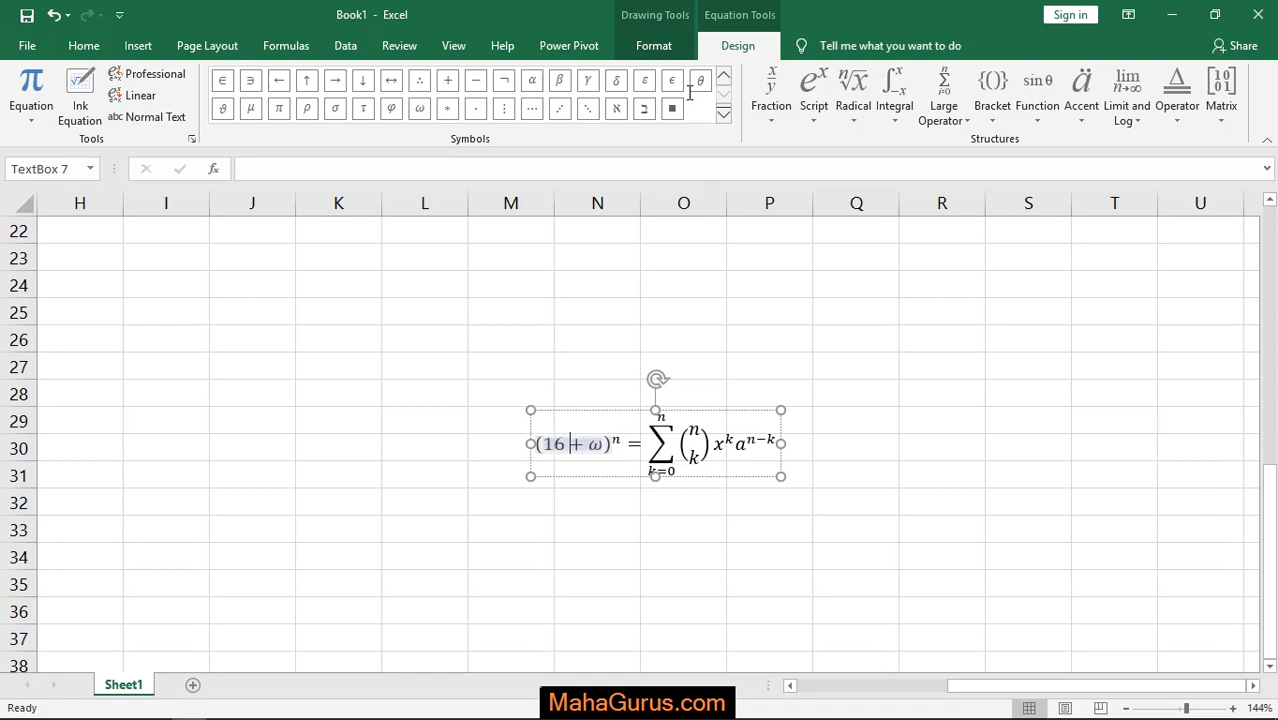 Book1 - Excel
Drawing Tools
Equation Tools
Sign in
File
Home
Insert
Page Layout
Formulas
Data
Review
View
Help
Power Pivot
Format
Design
Tell me what you want to do
Share
π
Equation
Ink
Equation
Professional
Linear
abc Normal Text
Tools
∈ ∋ ← ↑ → ↓ ↔ ∴ + − ¬ α β γ δ ε ϵ θ
ϑ μ π ρ σ τ φ ω ∗ ∙ ⋮ ⋯ ⋰ ⋱ ℵ ℶ ■
Symbols
Fraction
Script
Radical
Integral
Large
Operator
Bracket
Function
Accent
Limit and
Log
Operator
Matrix
Structures
TextBox 7
fx
H I J K L M N O P Q R S T U
22
23
24
25
26
27
28
29
30
31
32
33
34
35
36
37
38
(16 + ω)ⁿ = ∑ₖ₌₀ⁿ (n k) xᵏaⁿ⁻ᵏ
Sheet1
Ready
MahaGurus.com
144%